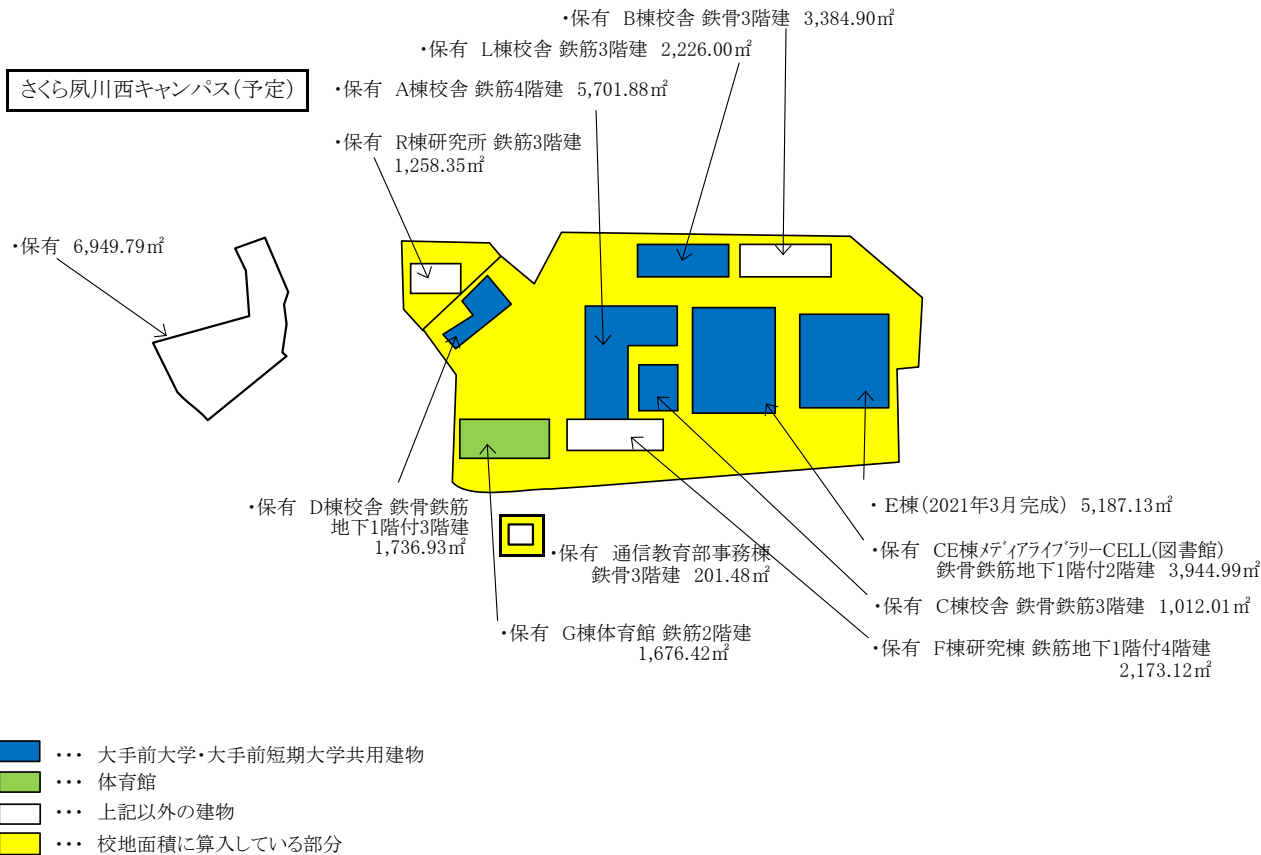 ・保有 B棟校舎 鉄骨3階建 3,384.90㎡
・保有 L棟校舎 鉄筋3階建 2,226.00㎡
さくら夙川西キャンパス(予定)
・保有 A棟校舎 鉄筋4階建 5,701.88㎡
・保有 R棟研究所 鉄筋3階建
1,258.35㎡
・保有 6,949.79㎡
・保有 D棟校舎 鉄骨鉄筋
地下1階付3階建
1,736.93㎡
・E棟(2021年3月完成) 5,187.13㎡
・保有 通信教育部事務棟
鉄骨3階建 201.48㎡
・保有 CE棟メディアライブラリーCELL(図書館)
鉄骨鉄筋地下1階付2階建 3,944.99㎡
・保有 C棟校舎 鉄骨鉄筋3階建 1,012.01㎡
・保有 G棟体育館 鉄筋2階建
1,676.42㎡
・保有 F棟研究棟 鉄筋地下1階付4階建
2,173.12㎡
・・・ 大手前大学・大手前短期大学共用建物
・・・ 体育館
・・・ 上記以外の建物
・・・ 校地面積に算入している部分